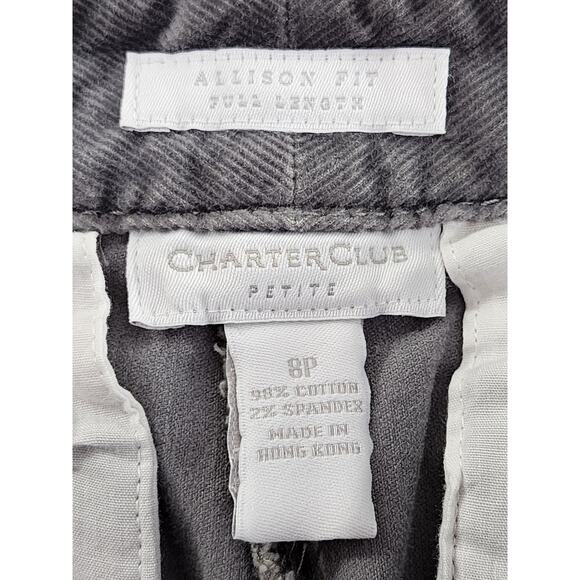 ALLISON FIT
FULL LENGTH
CHARTER CLUB
PETITE
8P
98% COTTON
2% SPANDEX
MADE IN
HONG KONG